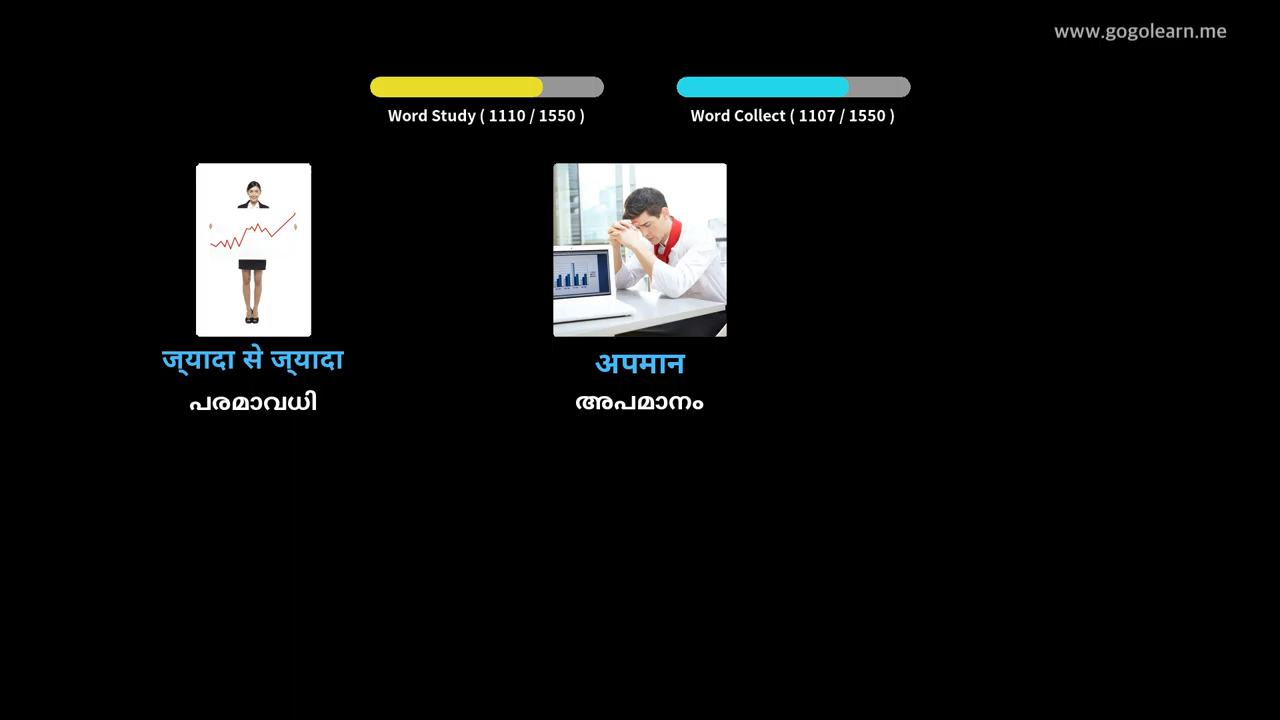 www.gogolearn.me
Word Study ( 1110 / 1550 )
Word Collect ( 1107 / 1550 )
ज्यादा से ज्यादा
പരമാവധി
अपमान
അപമാനം